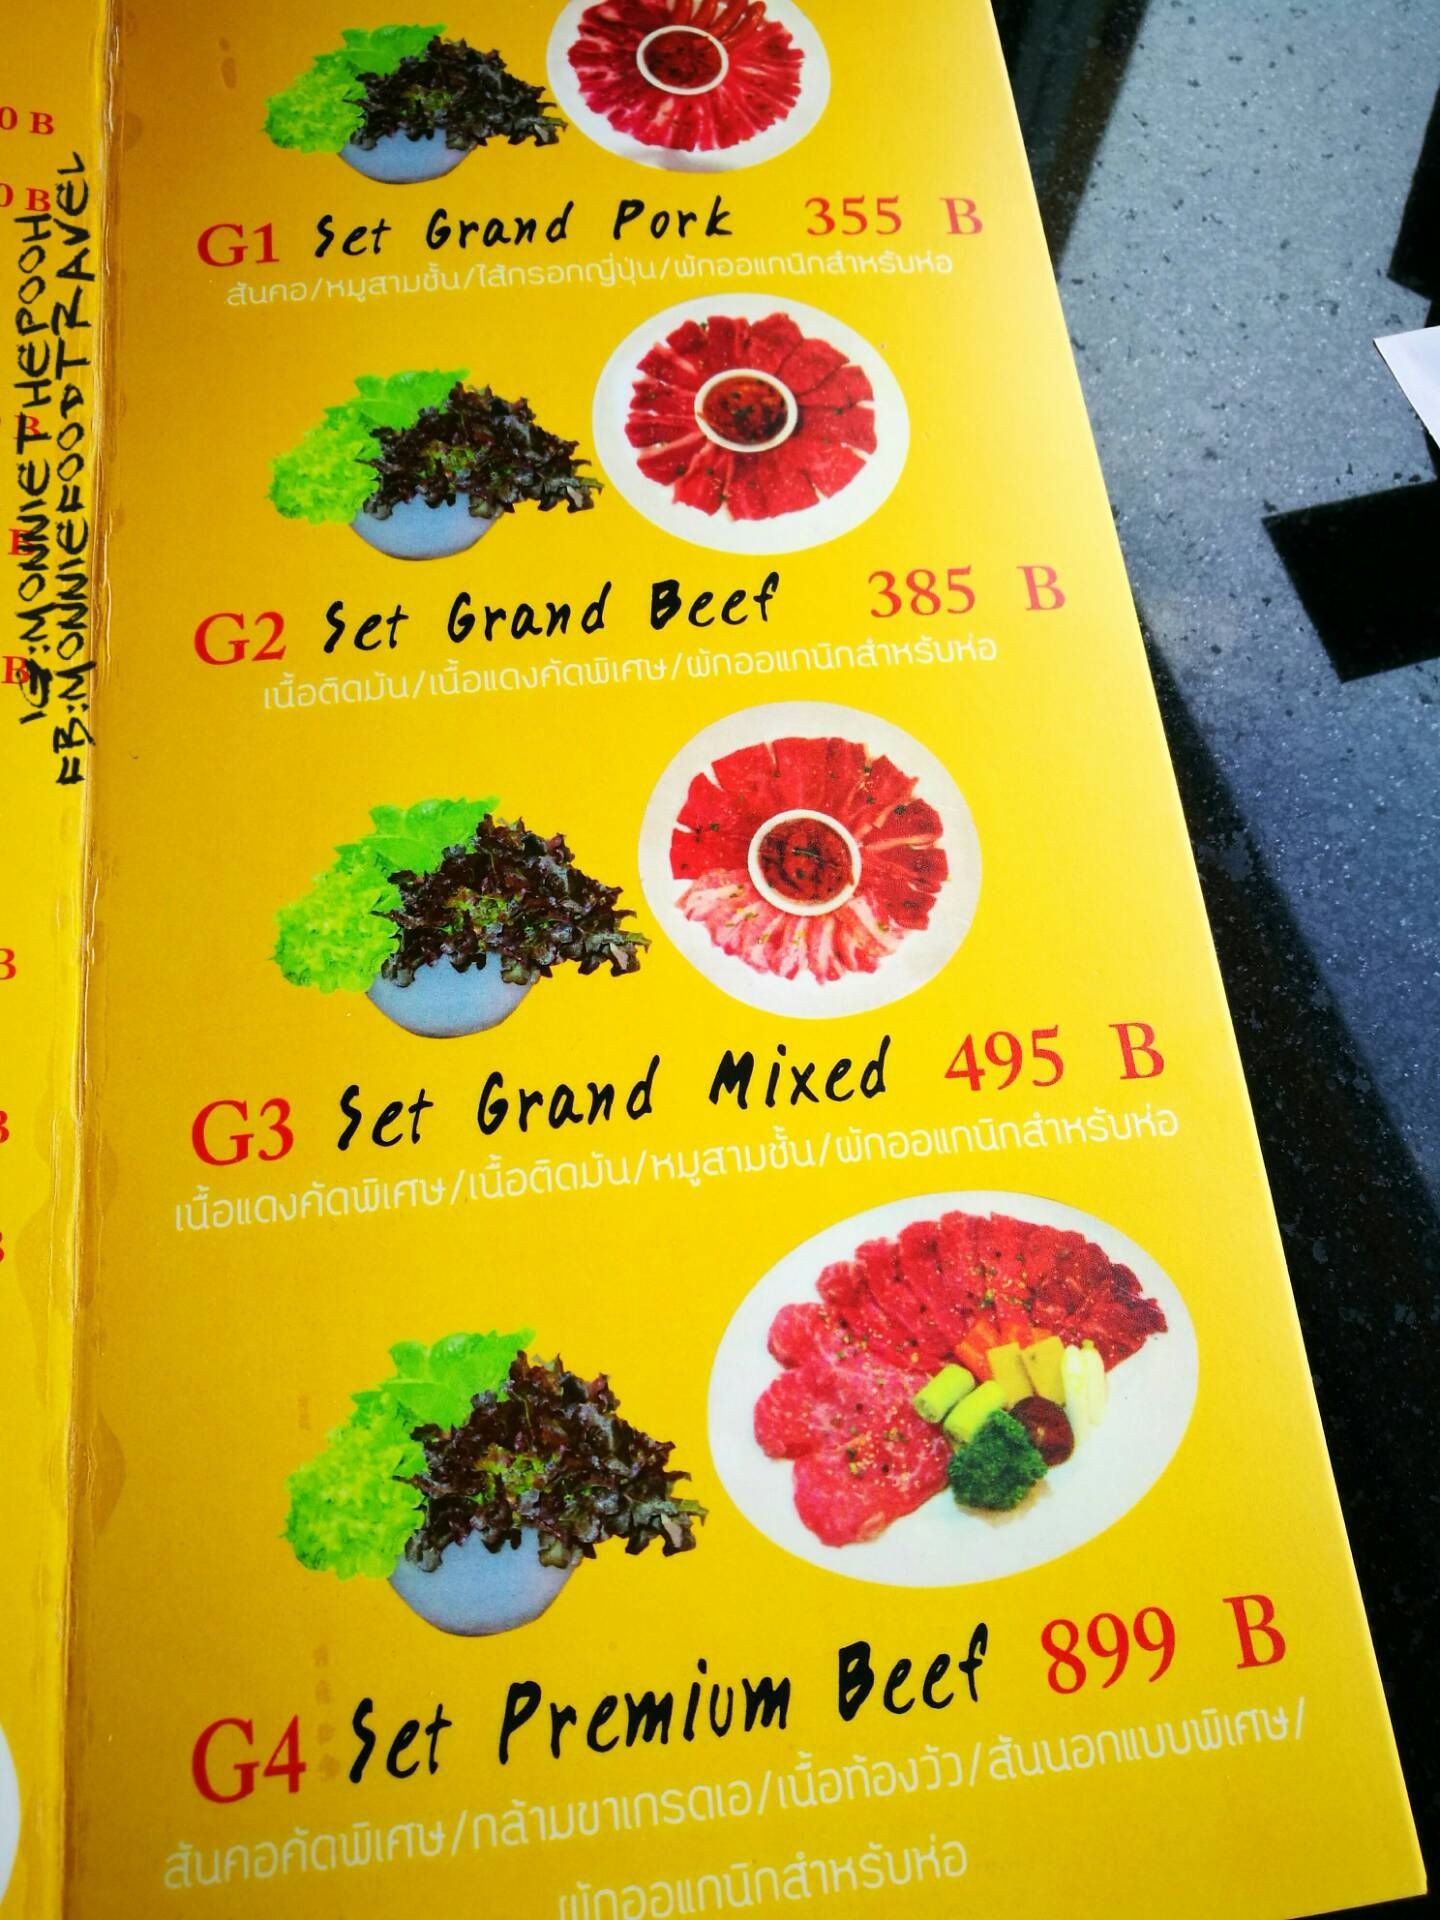 0 B
0 B
B
B
B
B
B
B
IG:MONNIETHEPOOH
FB:MONNIEFOODTRAVEL
G1 Set Grand Pork 355 B
สันคอ/หมูสามชั้น/ไส้กรอกญี่ปุ่น/ผักออแกนิกสำหรับห่อ
G2 Set Grand Beef 385 B
เนื้อติดมัน/เนื้อแดงคัดพิเศษ/ผักออแกนิกสำหรับห่อ
G3 Set Grand Mixed 495 B
เนื้อแดงคัดพิเศษ/เนื้อติดมัน/หมูสามชั้น/ผักออแกนิกสำหรับห่อ
G4 Set Premium Beef 899 B
สันคอคัดพิเศษ/กล้ามขาเกรดเอ/เนื้อท้องวัว/สันนอกแบบพิเศษ/
ผักออแกนิกสำหรับห่อ